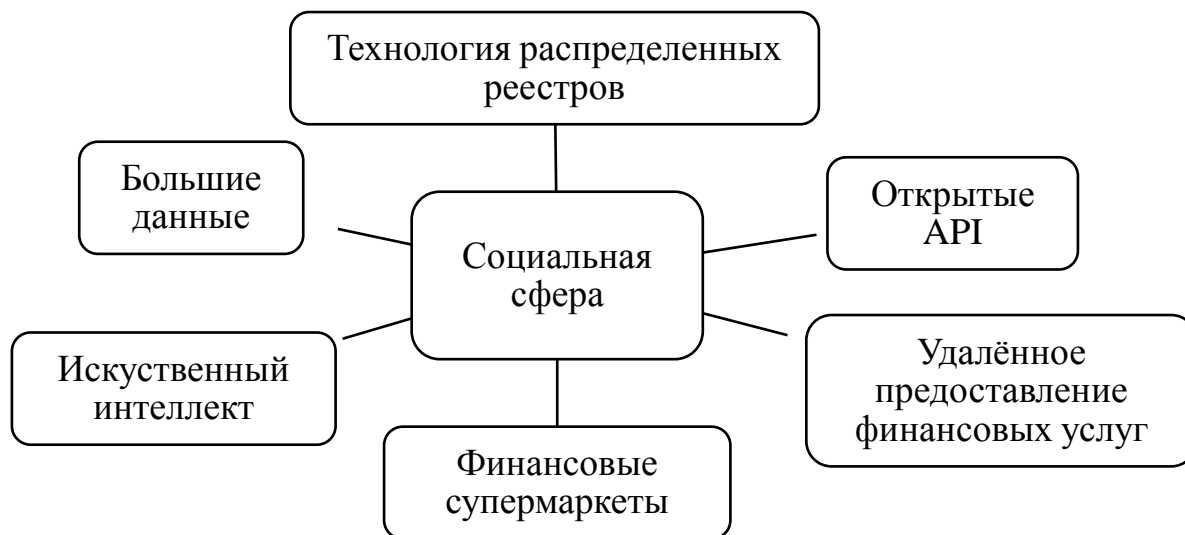 Технология распределенных
реестров
Большие
данные
Открытые
API
Социальная
сфера
Искуственный
интеллект
Удалённое
предоставление
финансовых услуг
Финансовые
супермаркеты